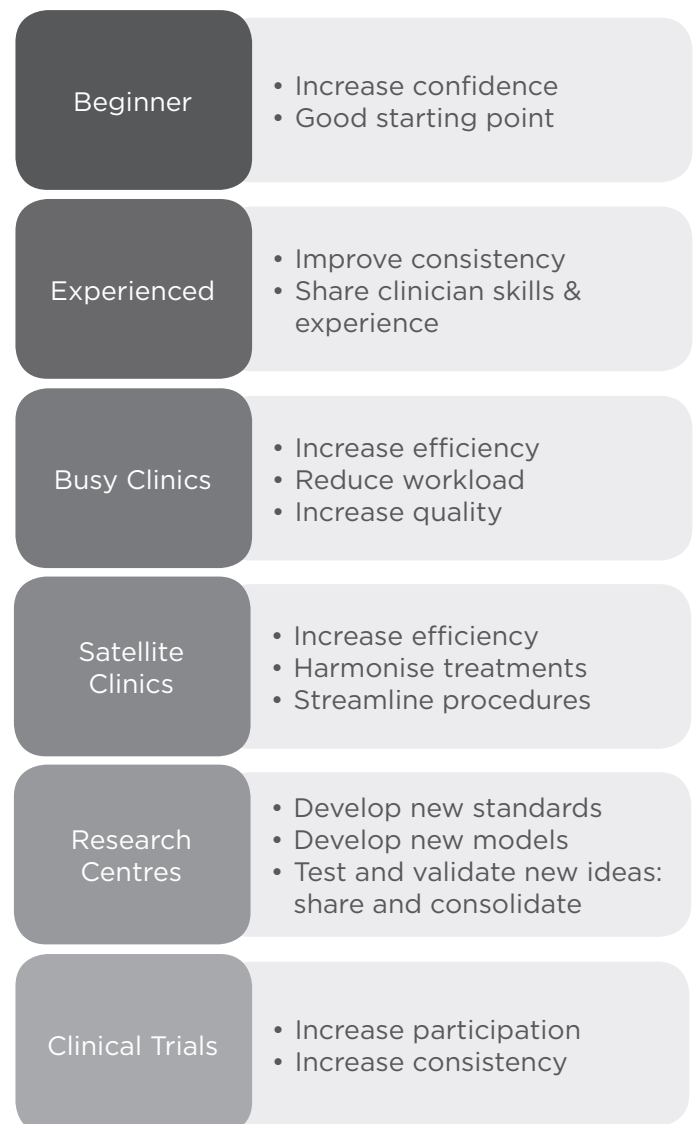 Beginner
• Increase confidence
• Good starting point
Experienced
• Improve consistency
• Share clinician skills &
experience
Busy Clinics
• Increase efficiency
• Reduce workload
• Increase quality
Satellite
Clinics
• Increase efficiency
• Harmonise treatments
• Streamline procedures
Research
Centres
• Develop new standards
• Develop new models
• Test and validate new ideas:
share and consolidate
Clinical Trials
• Increase participation
• Increase consistency